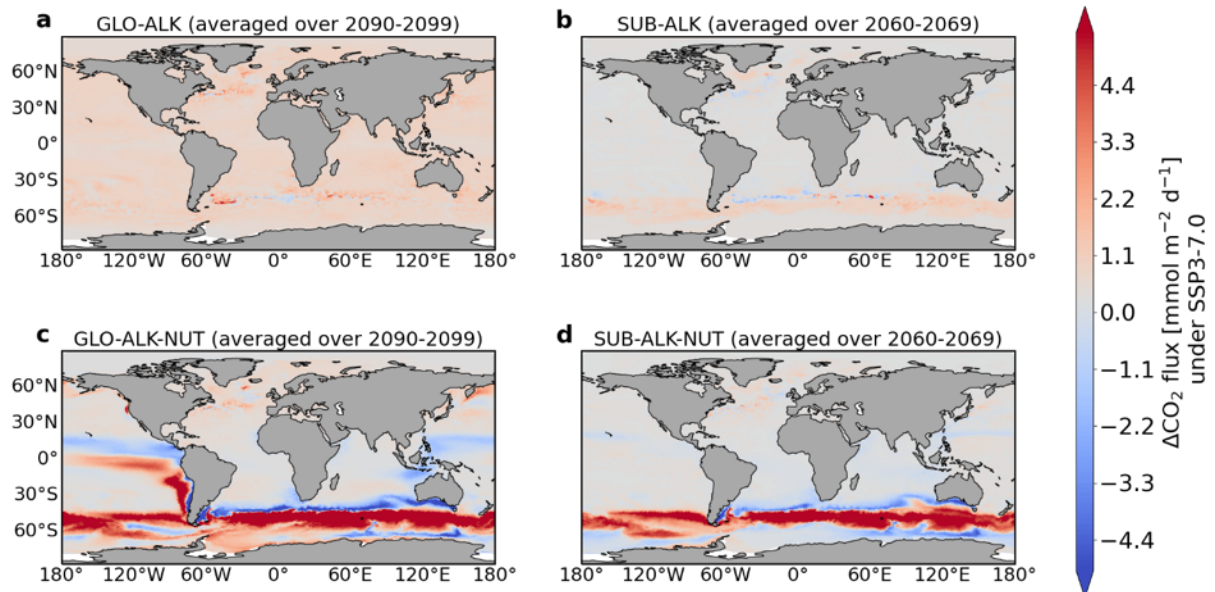 a GLO-ALK (averaged over 2090-2099)
b SUB-ALK (averaged over 2060-2069)
60°N
30°N
0°
30°S
60°S
180° 120°W 60°W 0° 60°E 120°E 180°
180° 120°W 60°W 0° 60°E 120°E 180°
c GLO-ALK-NUT (averaged over 2090-2099)
d SUB-ALK-NUT (averaged over 2060-2069)
60°N
30°N
0°
30°S
60°S
180° 120°W 60°W 0° 60°E 120°E 180°
180° 120°W 60°W 0° 60°E 120°E 180°
4.4
3.3
2.2
1.1
0.0
−1.1
−2.2
−3.3
−4.4
ΔCO₂ flux [mmol m⁻² d⁻¹]
under SSP3-7.0